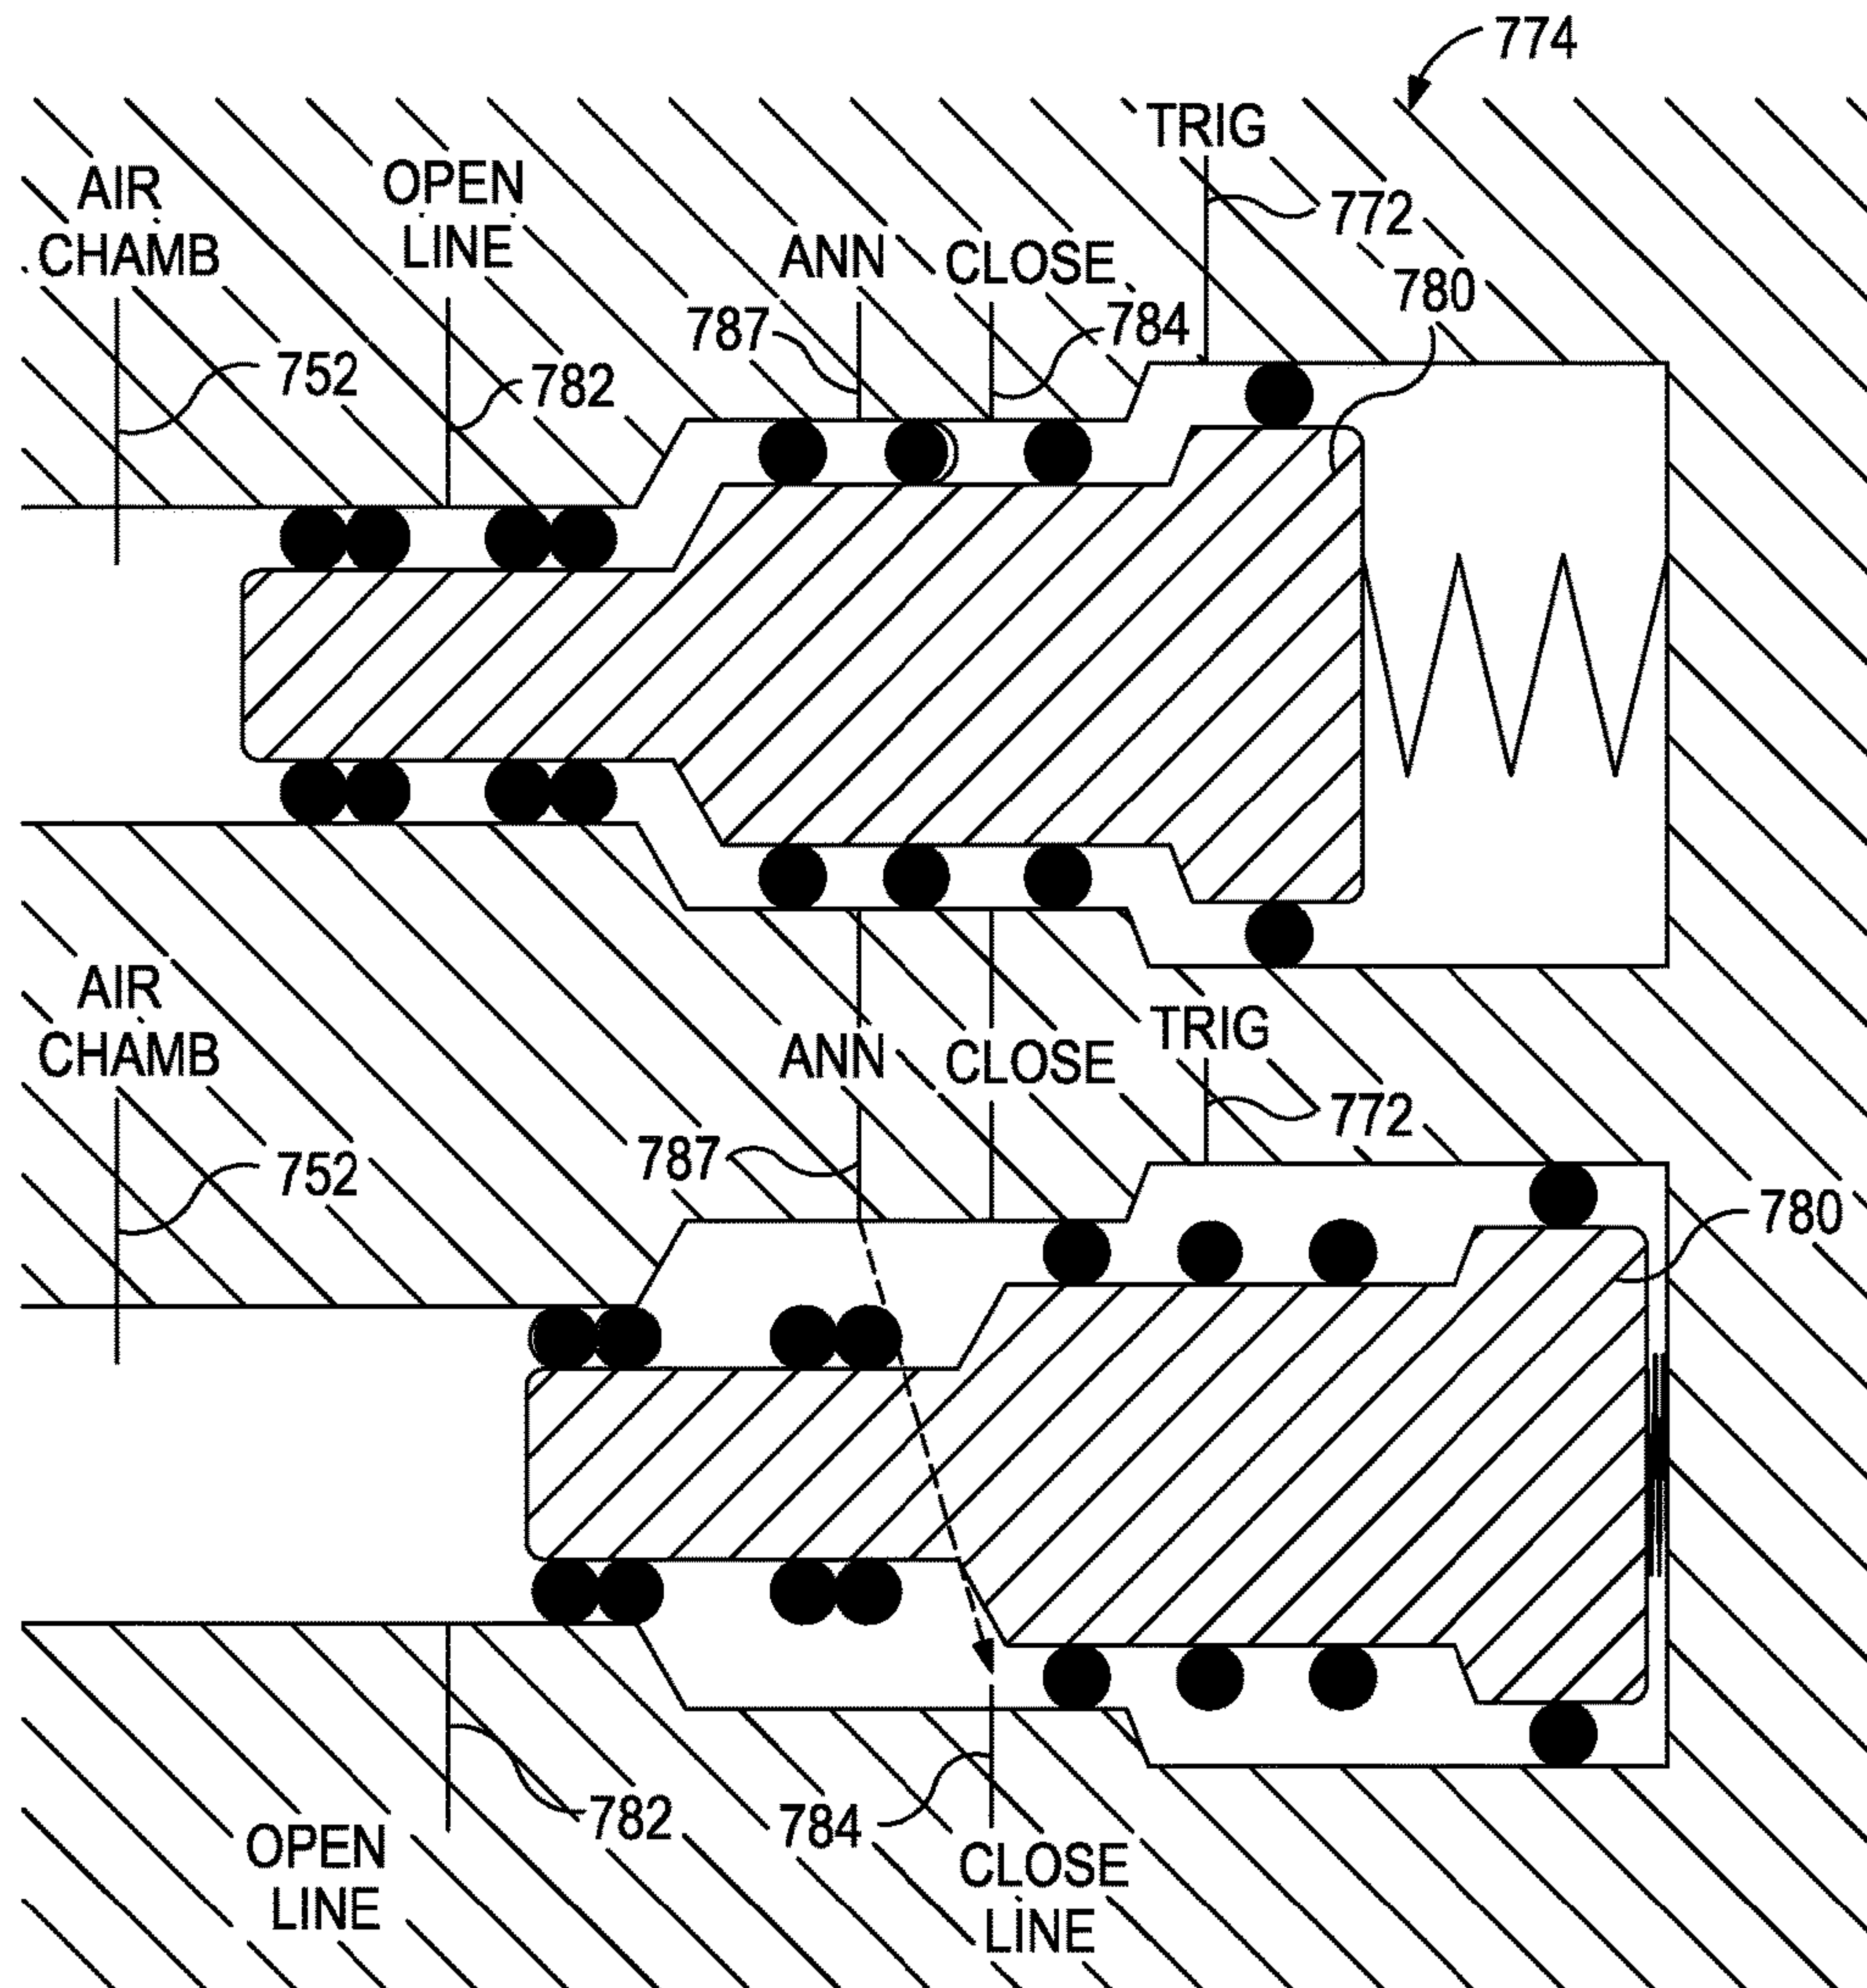 774
TRIG
AIR
CHAMB
OPEN
LINE
772
ANN
CLOSE
780
787
784
752
782
AIR
CHAMB
ANN
CLOSE
TRIG
772
787
752
780
782
784
OPEN
LINE
CLOSE
LINE